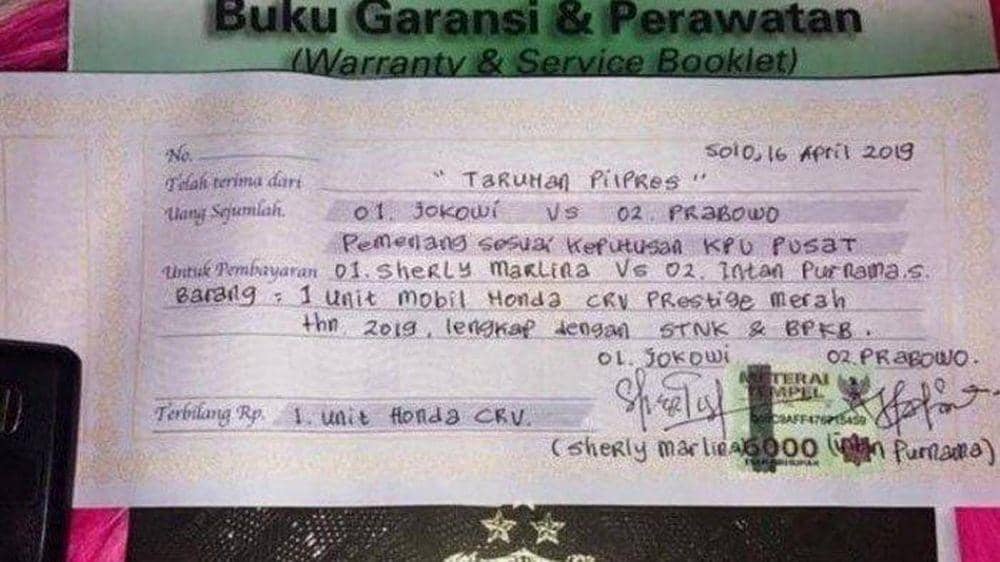 Buku Garansi & Perawatan
(Warranty & Service Booklet)
No. Solo, 16 April 2019
Telah terima dari " Taruhan Pilpres "
Uang Sejumlah. 01. Jokowi Vs 02. Prabowo
Pemenang sesuai Keputusan KPU Pusat
Untuk Pembayaran 01. Sherly Marlina Vs 02. Intan Purnama.s.
Barang : 1 unit mobil Honda CRV Prestige merah
thn 2019, lengkap dengan STNK & BPKB.
01. Jokowi 02. Prabowo.
METERAI
TEMPEL
Terbilang Rp. 1. unit Honda CRV.
6000
(Sherly Marlina) (Intan Purnama)